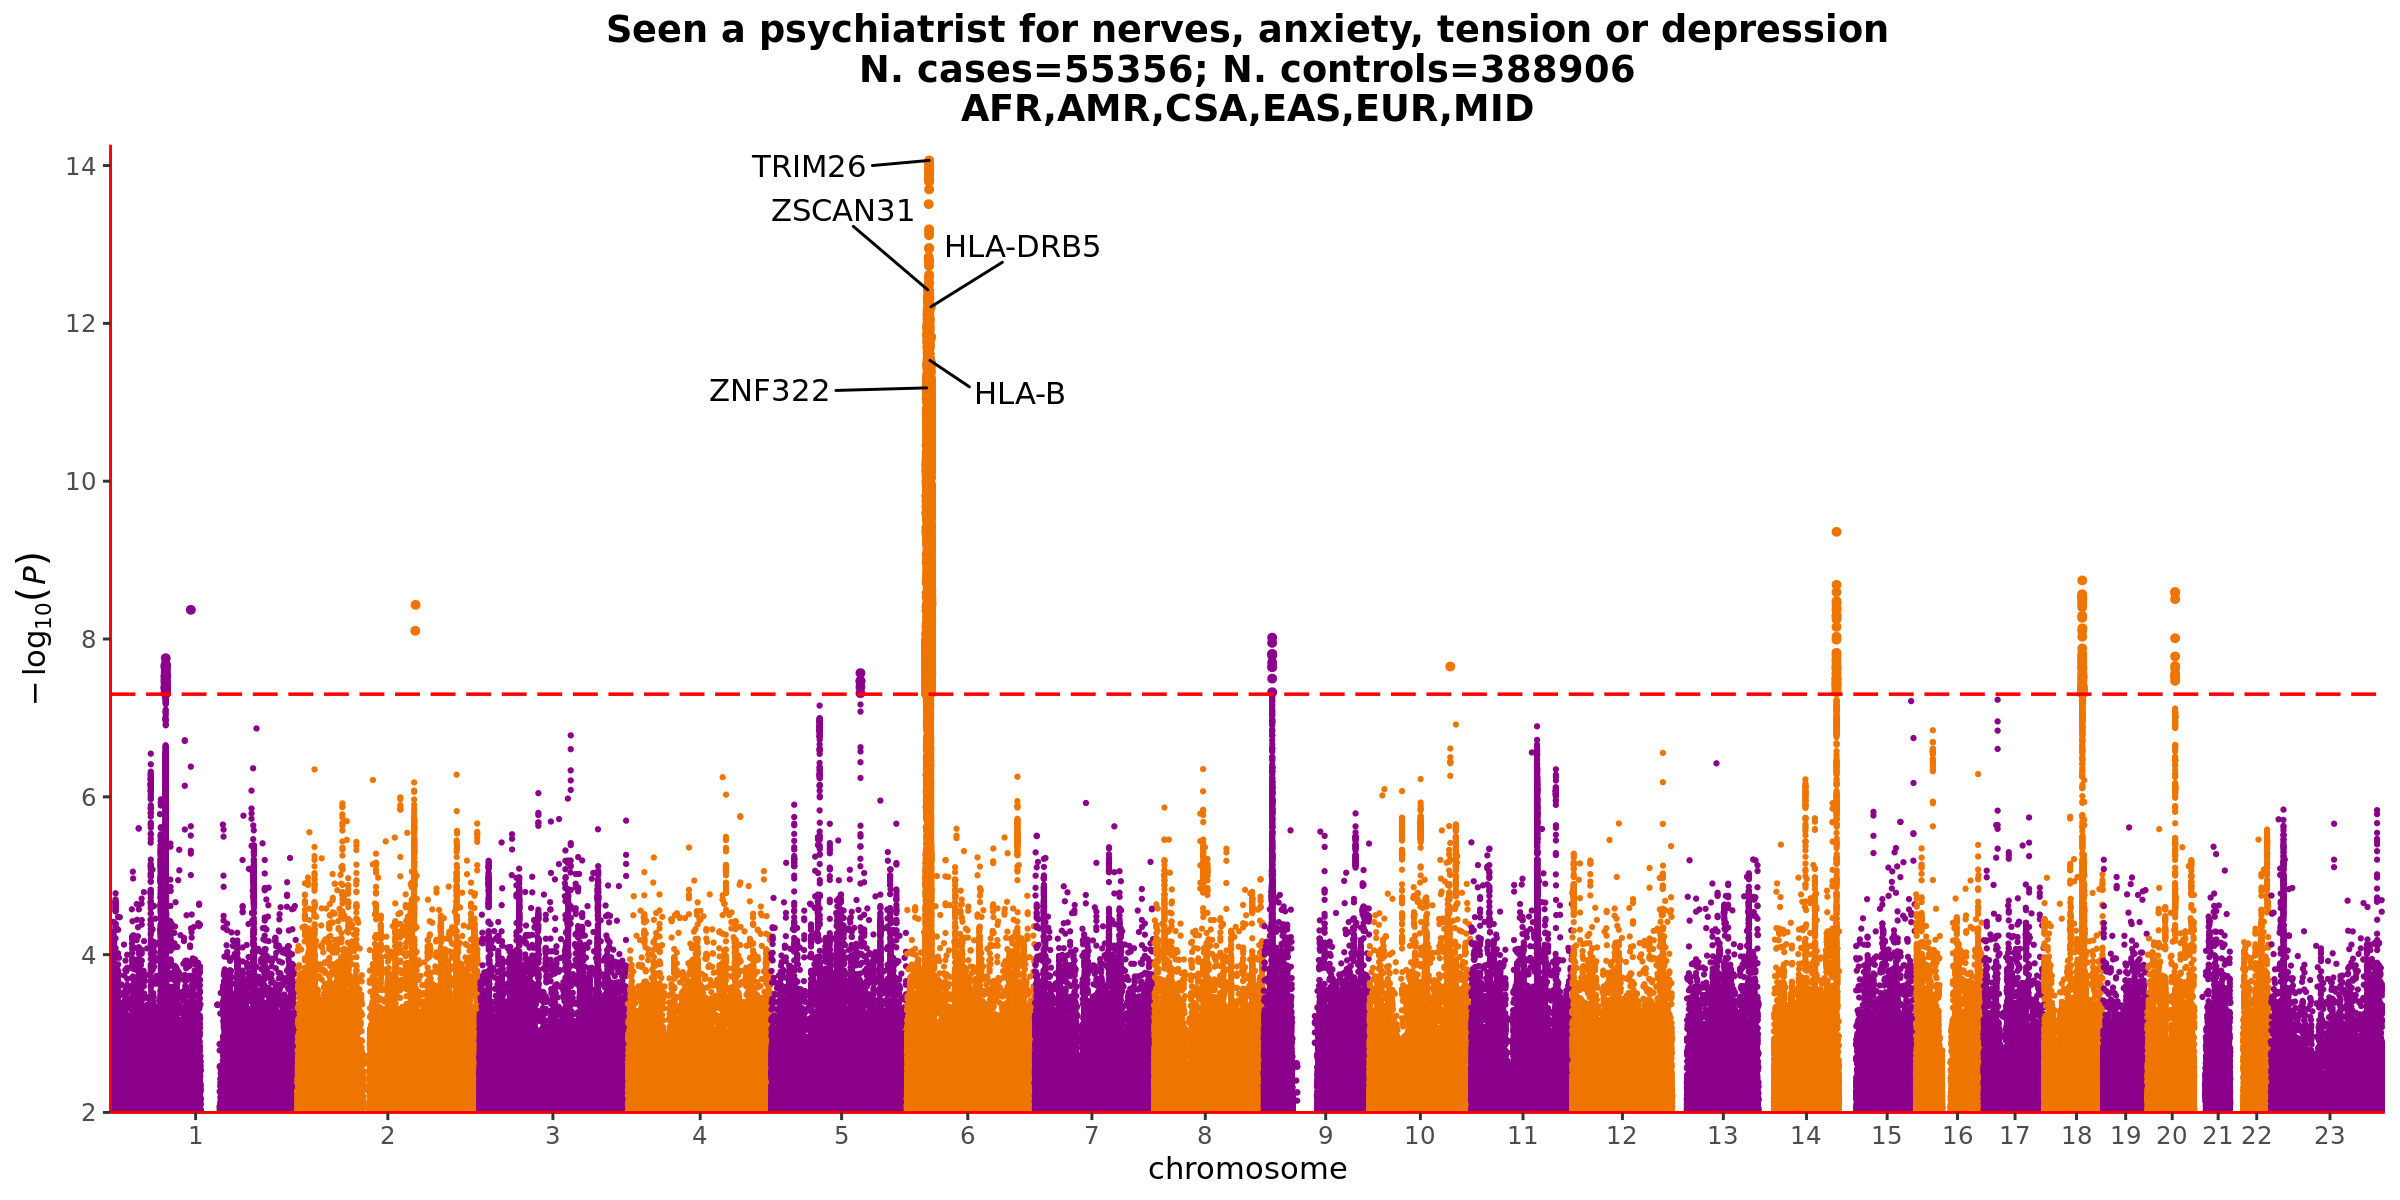 Seen a psychiatrist for nerves, anxiety, tension or depression
N. cases=55356; N. controls=388906
AFR,AMR,CSA,EAS,EUR,MID
14
TRIM26
ZSCAN31
HLA-DRB5
12
ZNF322
HLA-B
10
−log10(P)
8
6
4
2
1 2 3 4 5 6 7 8 9 10 11 12 13 14 15 16 17 18 19 20 21 22 23
chromosome